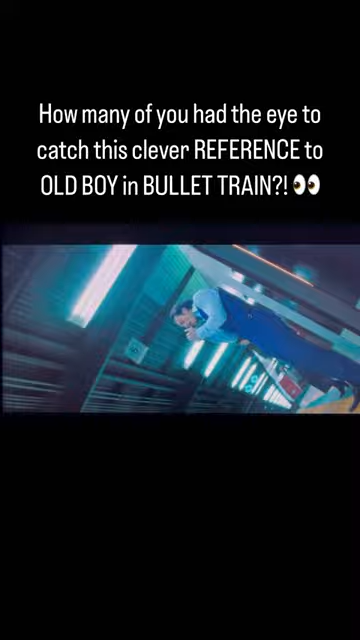 How many of you had the eye to
catch this clever REFERENCE to
OLD BOY in BULLET TRAIN?! 👀